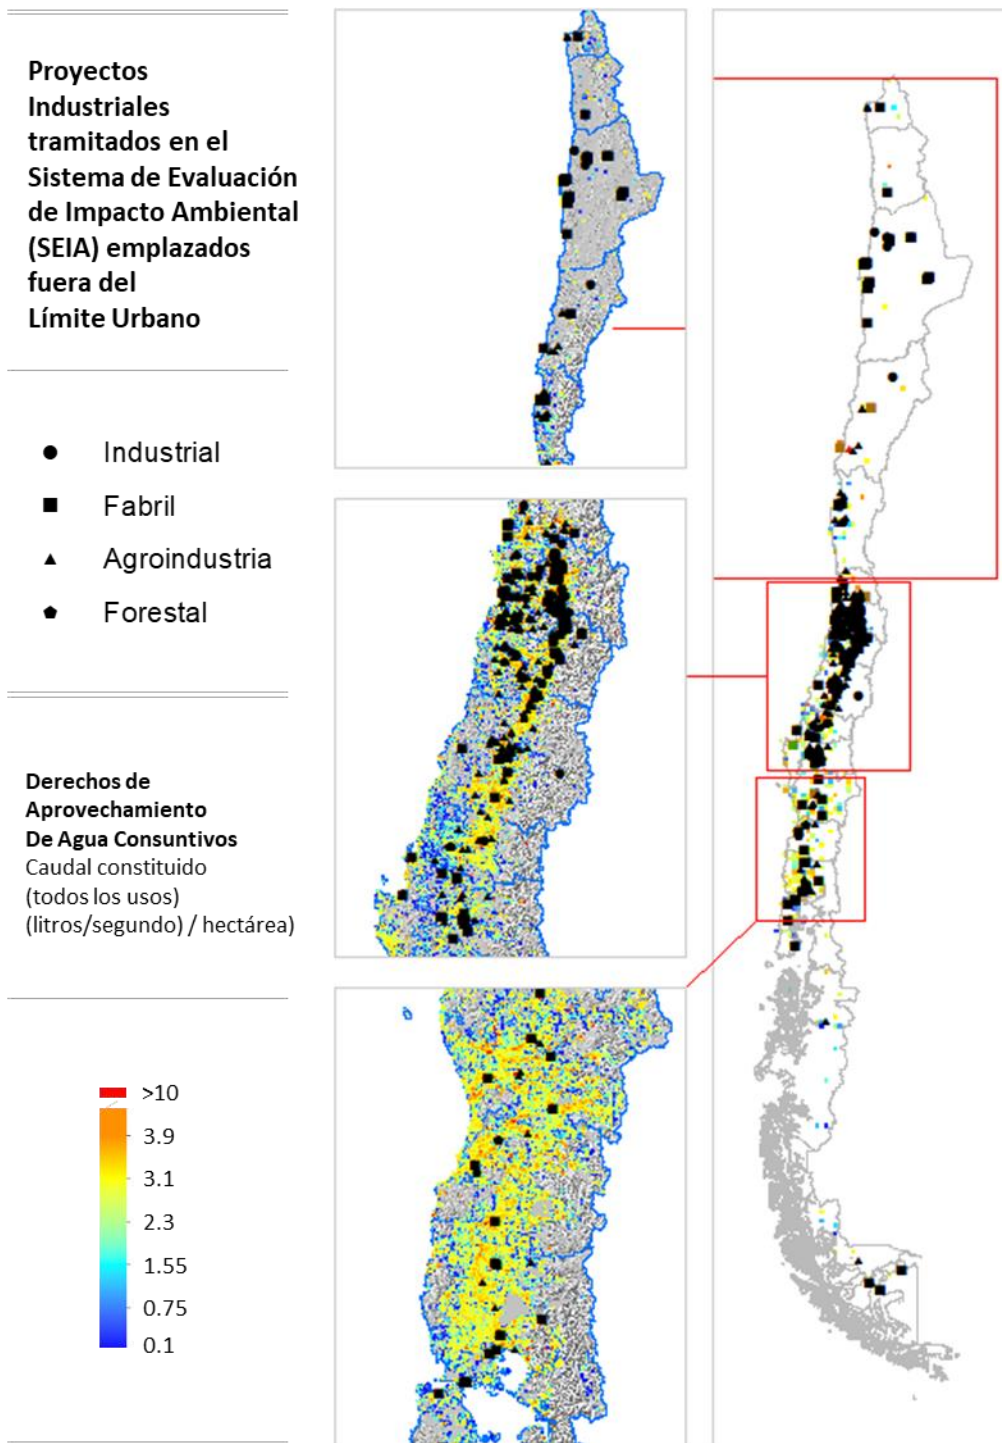 Proyectos
Industriales
tramitados en el
Sistema de Evaluación
de Impacto Ambiental
(SEIA) emplazados
fuera del
Límite Urbano
Industrial
Fabril
Agroindustria
Forestal
Derechos de
Aprovechamiento
De Agua Consuntivos
Caudal constituido
(todos los usos)
(litros/segundo) / hectárea)
>10
3.9
3.1
2.3
1.55
0.75
0.1